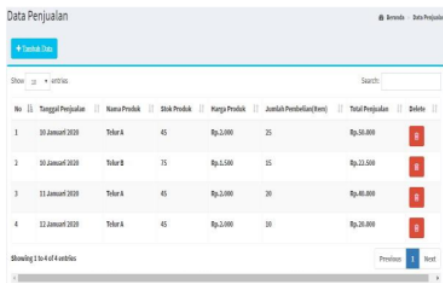 Data Penjualan
Beranda Data Penjualan
+ Tambah Data
Show 10 entries Search:
No Tanggal Penjualan Nama Produk Stok Produk Harga Produk Jumlah Pembelian(Item) Total Penjualan Delete
1 10 Januari 2020 Telur A 45 Rp.2.000 25 Rp.50.000
2 10 Januari 2020 Telur B 75 Rp.1.500 15 Rp.22.500
3 11 Januari 2020 Telur A 45 Rp.2.000 20 Rp.40.000
4 12 Januari 2020 Telur A 45 Rp.2.000 10 Rp.20.000
Showing 1 to 4 of 4 entries
Previous 1 Next